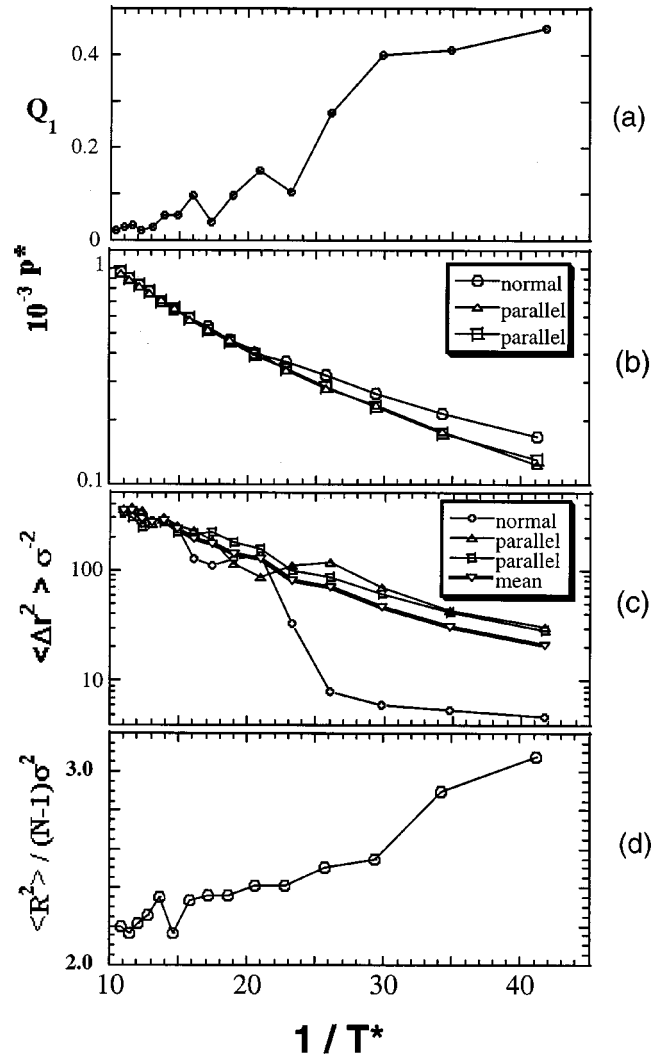 0.4
Q1
0.2
0
(a)
1
10-3 p*
0.1
normal
parallel
parallel
(b)
100
<Δr2> σ-2
10
normal
parallel
parallel
mean
(c)
3.0
<R2> / (N-1)σ2
2.0
(d)
10 20 30 40
1 / T*